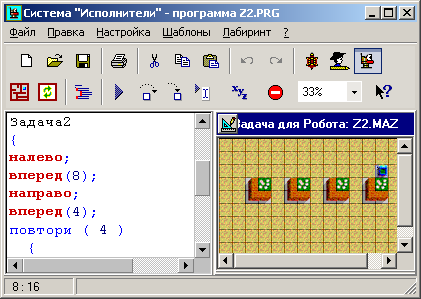 Система "Исполнители" - программа Z2.PRG
Файл Правка Настройка Шаблоны Лабиринт ?
xyz 33% ?
Задача2
{
налево;
вперед(8);
направо;
вперед(4);
повтори ( 4 )
{
Задача для Робота: Z2.MAZ
8: 16